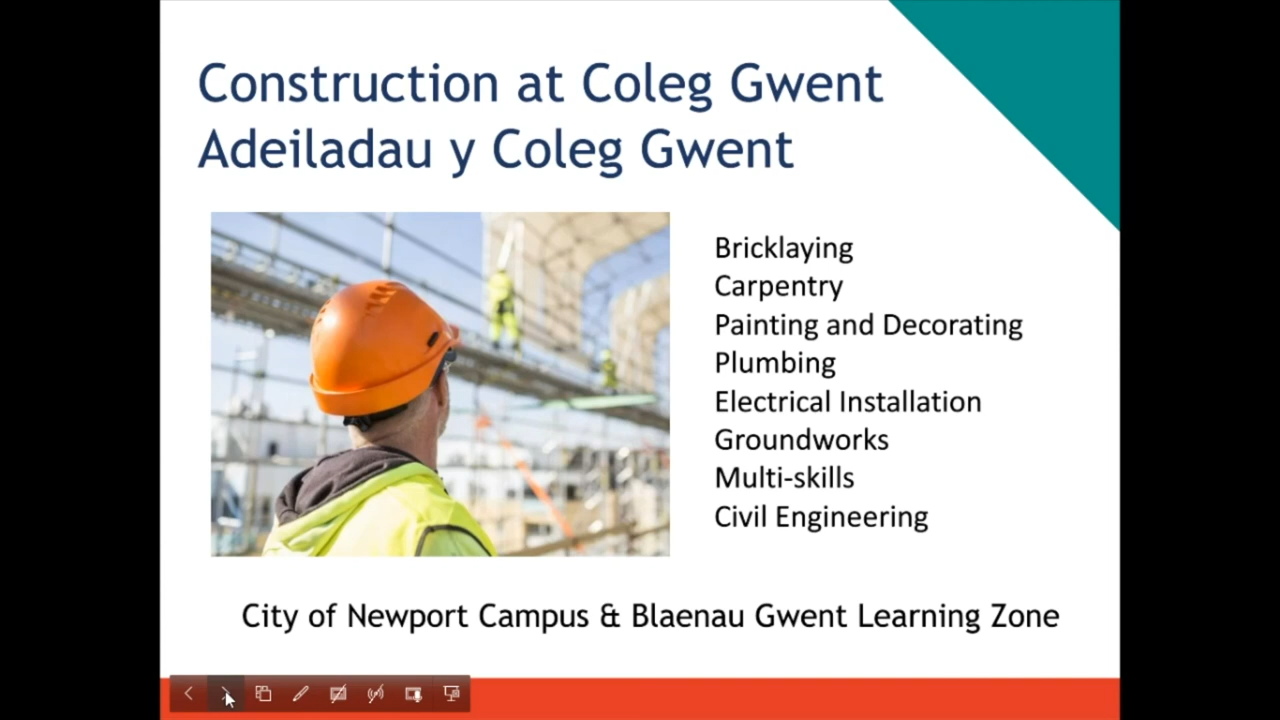 Construction at Coleg Gwent
Adeiladau y Coleg Gwent
Bricklaying
Carpentry
Painting and Decorating
Plumbing
Electrical Installation
Groundworks
Multi-skills
Civil Engineering
City of Newport Campus & Blaenau Gwent Learning Zone